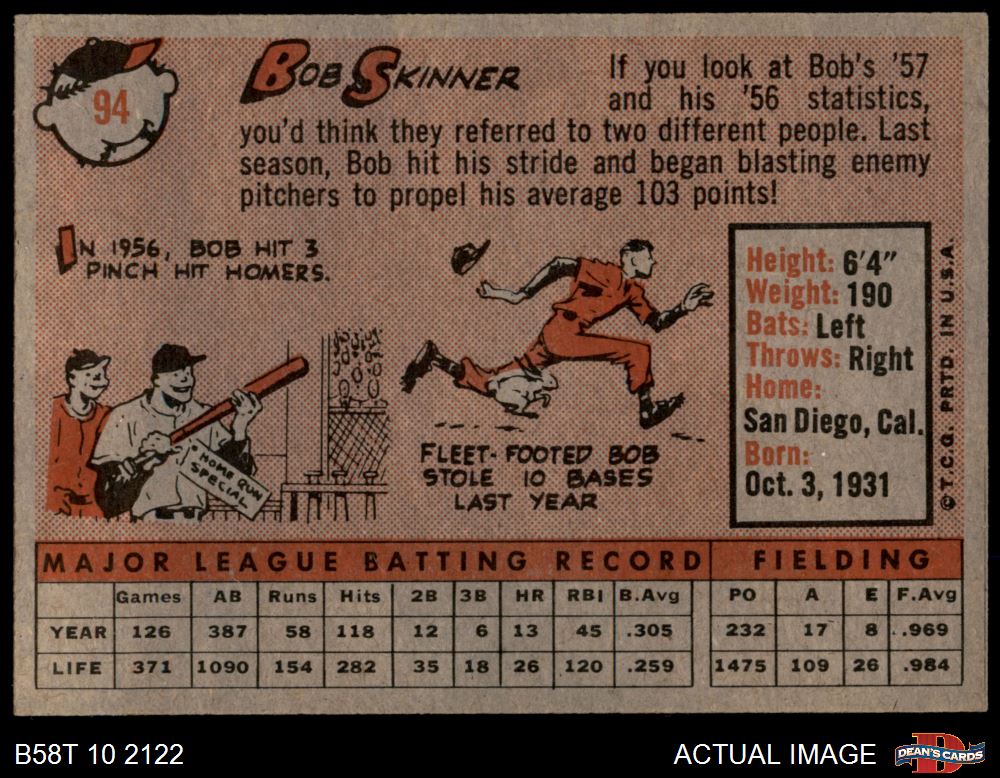 94
BOB SKINNER
If you look at Bob's '57
and his '56 statistics,
you'd think they referred to two different people. Last
season, Bob hit his stride and began blasting enemy
pitchers to propel his average 103 points!
IN 1956, BOB HIT 3
PINCH HIT HOMERS.
HOME RUN
SPECIAL
FLEET-FOOTED BOB
STOLE 10 BASES
LAST YEAR
Height: 6'4"
Weight: 190
Bats: Left
Throws: Right
Home:
San Diego, Cal.
Born:
Oct. 3, 1931
©T.C.G. PRTD. IN U.S.A.
MAJOR LEAGUE BATTING RECORD FIELDING
Games AB Runs Hits 2B 3B HR RBI B.Avg PO A E F.Avg
YEAR 126 387 58 118 12 6 13 45 .305 232 17 8 .969
LIFE 371 1090 154 282 35 18 26 120 .259 1475 109 26 .984
B58T 10 2122
ACTUAL IMAGE
D
DEAN'S CARDS